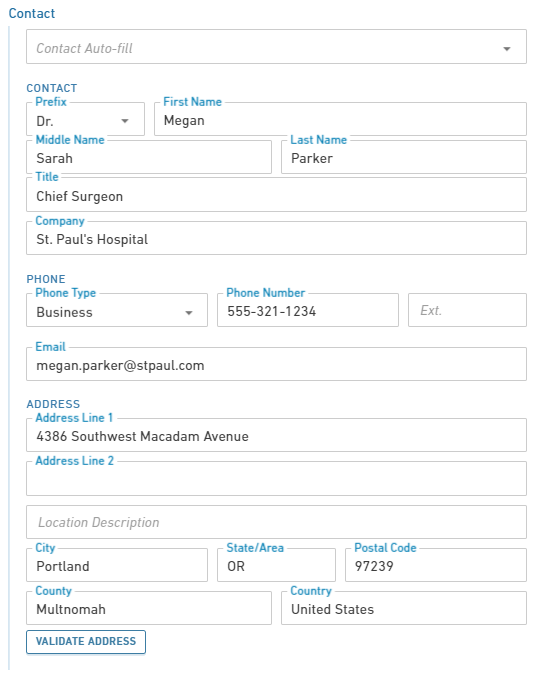 Contact
Contact Auto-fill
CONTACT
Prefix
First Name
Dr.
Megan
Middle Name
Last Name
Sarah
Parker
Title
Chief Surgeon
Company
St. Paul's Hospital
PHONE
Phone Type
Phone Number
Business
555-321-1234
Ext.
Email
megan.parker@stpaul.com
ADDRESS
Address Line 1
4386 Southwest Macadam Avenue
Address Line 2
Location Description
City
State/Area
Postal Code
Portland
OR
97239
County
Country
Multnomah
United States
VALIDATE ADDRESS